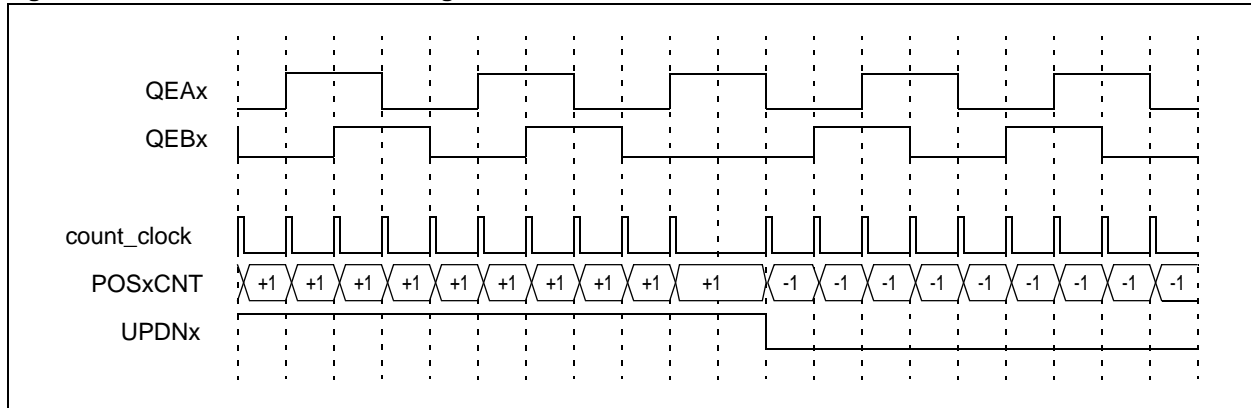 QEAx
QEBx
count_clock
POSxCNT +1 +1 +1 +1 +1 +1 +1 +1 +1 +1 -1 -1 -1 -1 -1 -1 -1 -1 -1
UPDNx